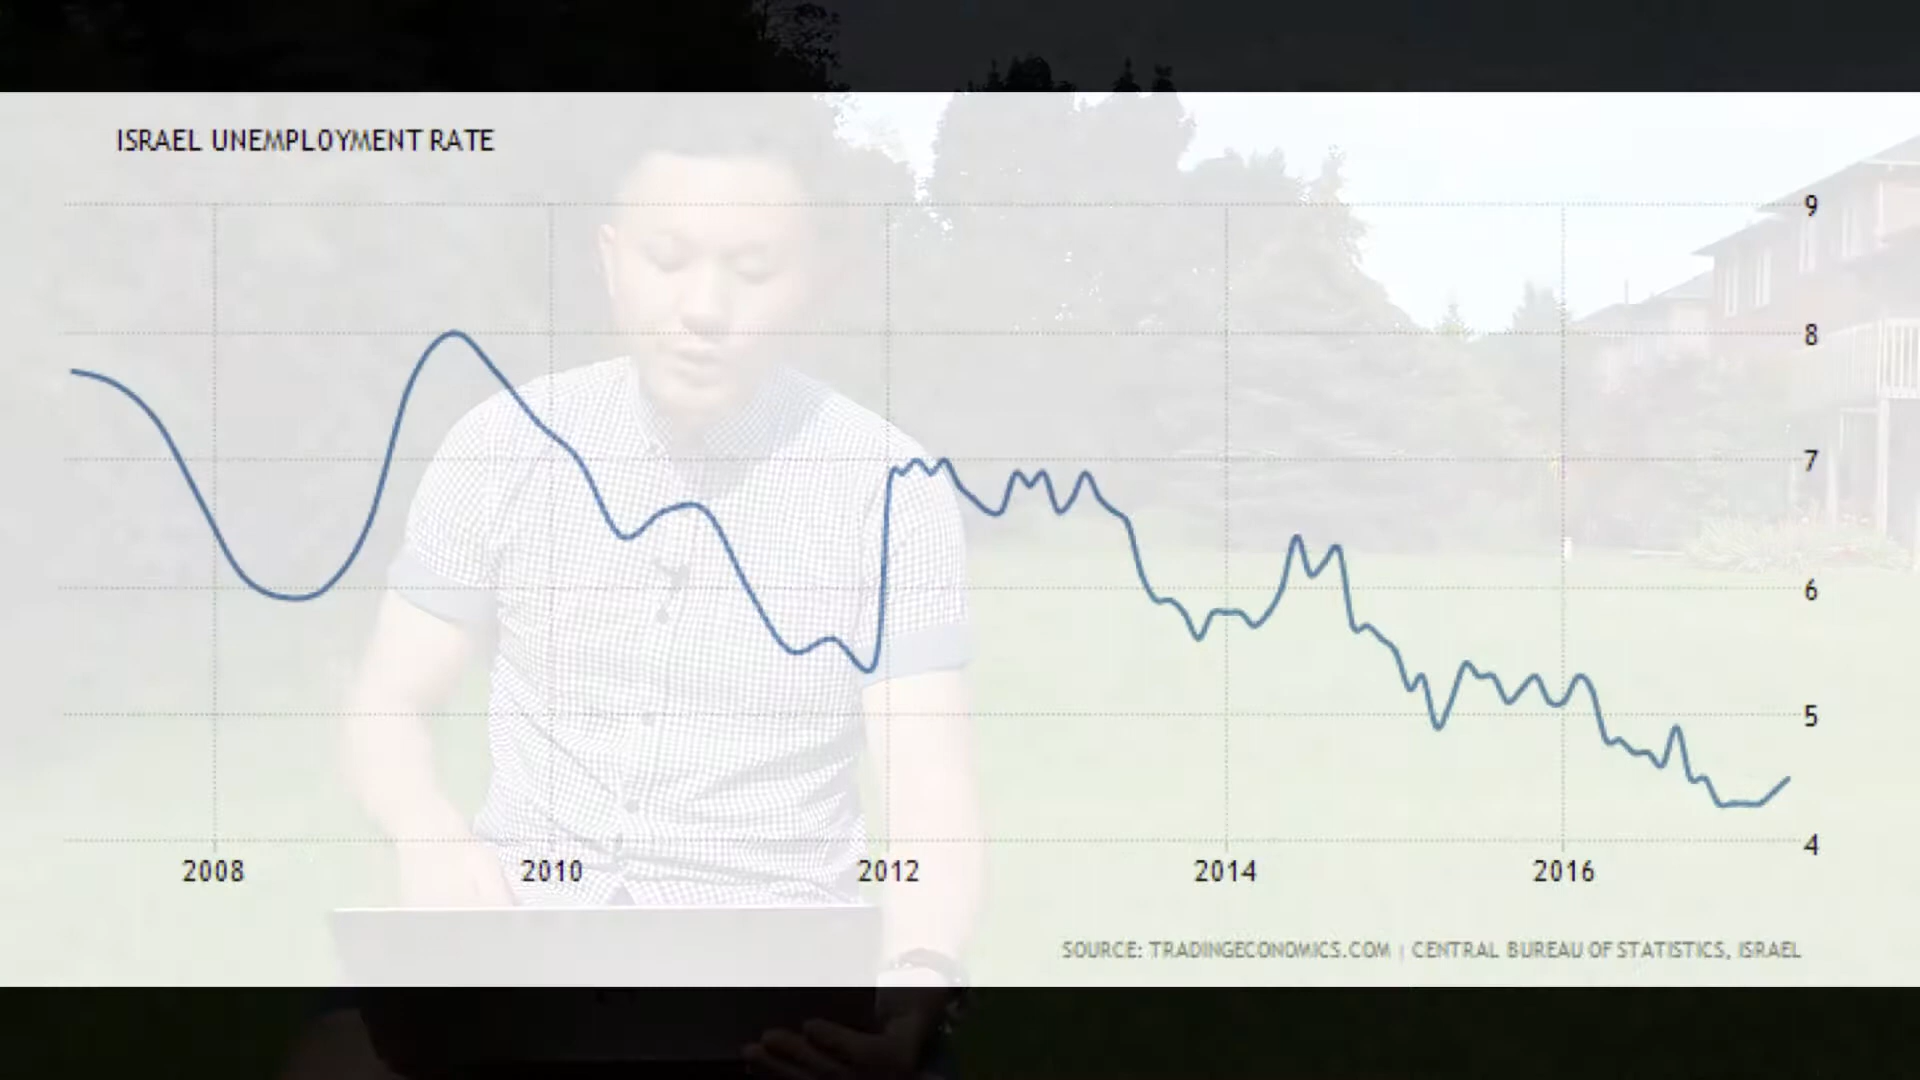 ISRAEL UNEMPLOYMENT RATE
9
8
7
6
5
4
2008 2010 2012 2014 2016
SOURCE: TRADINGECONOMICS.COM | CENTRAL BUREAU OF STATISTICS, ISRAEL